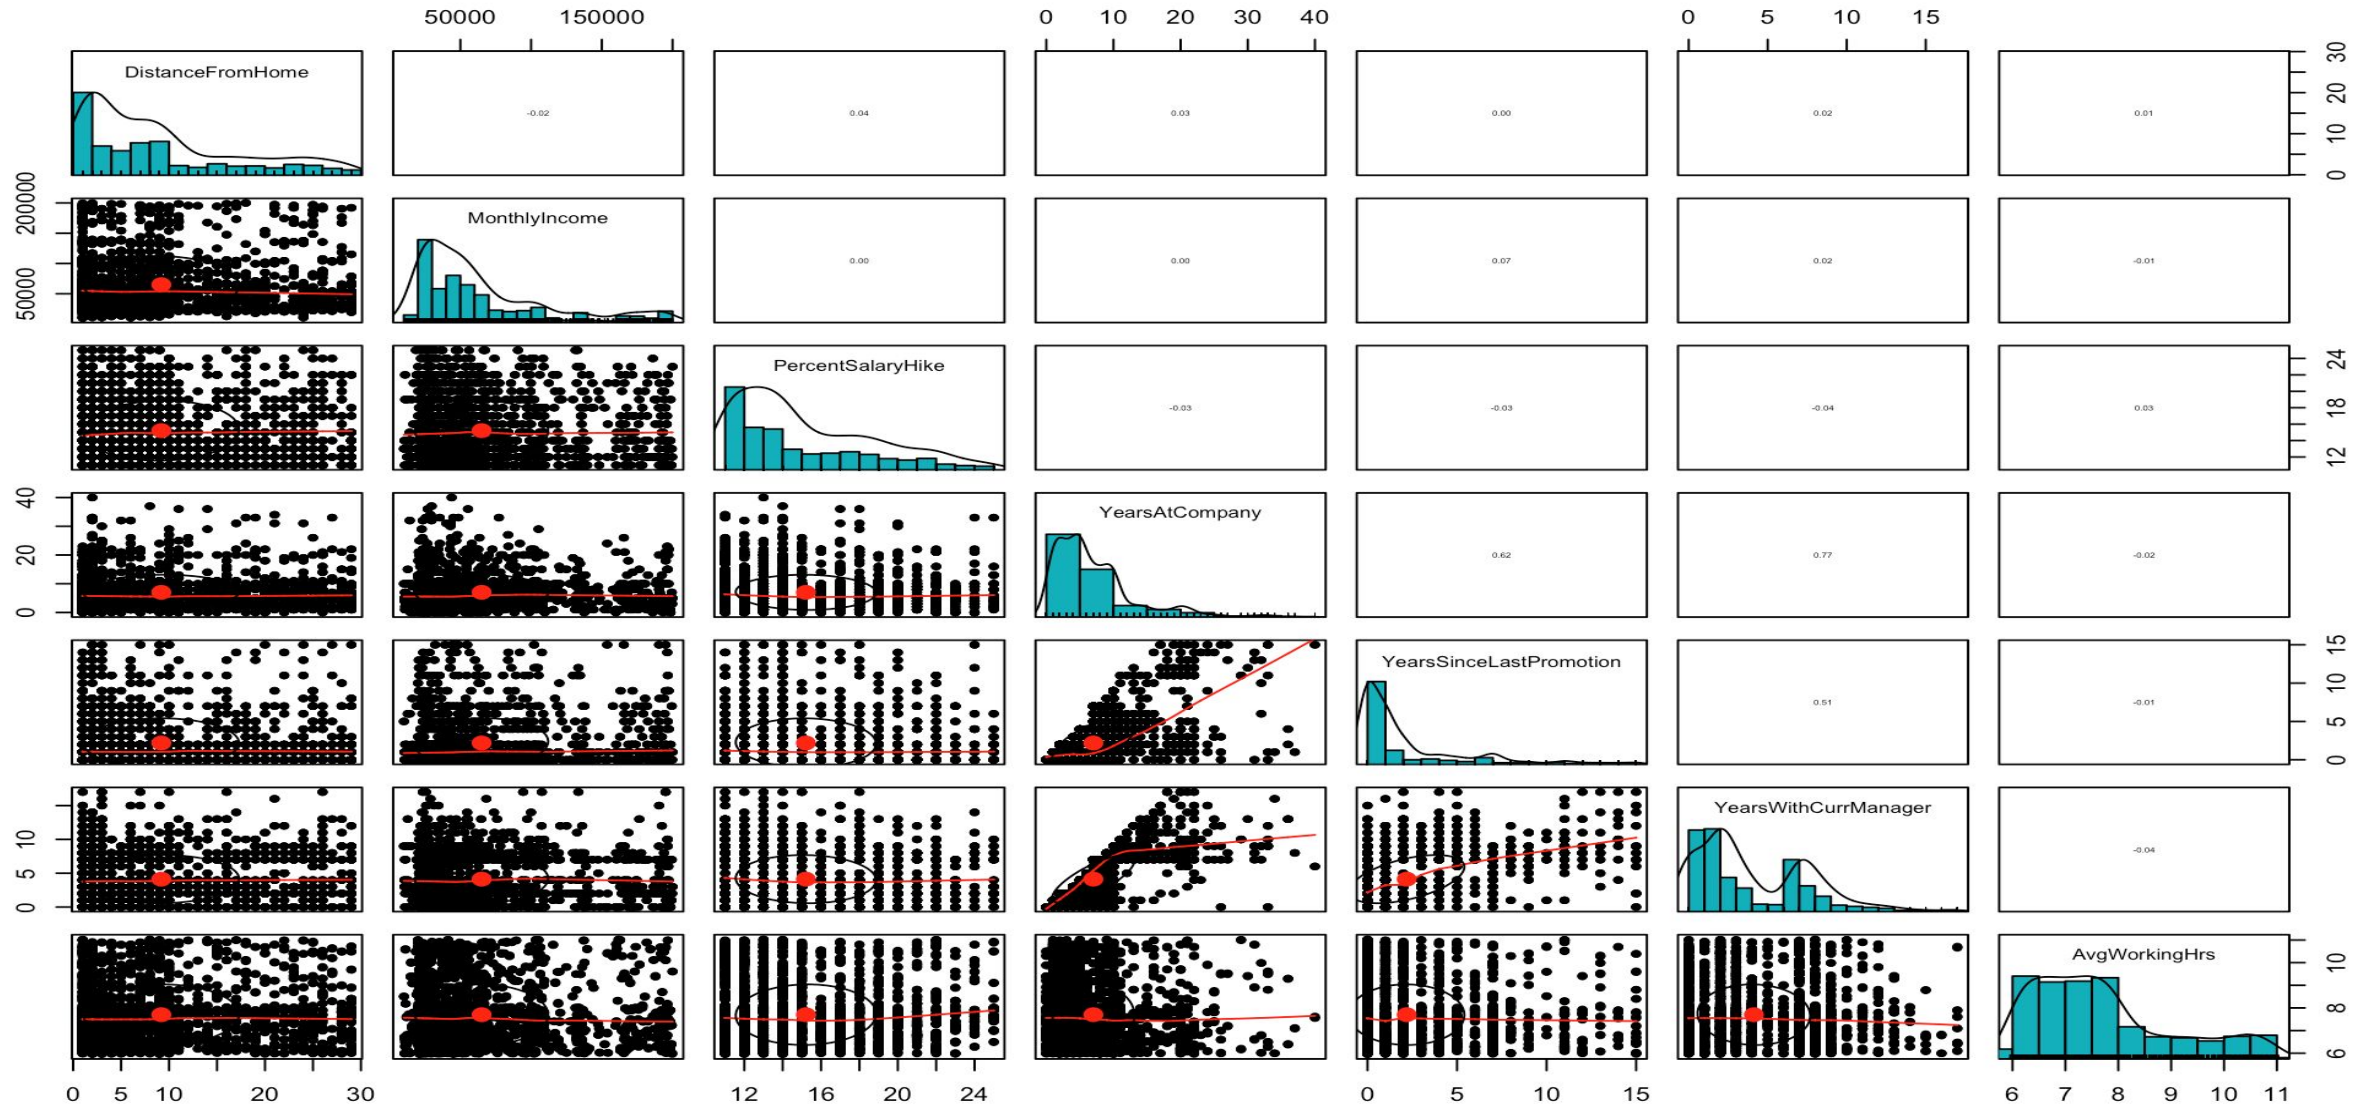 50000 150000 0 10 20 30 40 0 5 10 15
DistanceFromHome -0.02 0.04 0.03 0.00 0.02 0.01 0 10 20 30
50000 200000 MonthlyIncome 0.00 0.00 0.07 0.02 -0.01
PercentSalaryHike -0.03 -0.03 -0.04 0.03 12 18 24
0 20 40 YearsAtCompany 0.62 0.77 -0.02
YearsSinceLastPromotion 0.51 -0.01 0 5 10 15
0 5 10 YearsWithCurrManager -0.04
AvgWorkingHrs 6 8 10
0 5 10 20 30 12 16 20 24 0 5 10 15 6 7 8 9 10 11